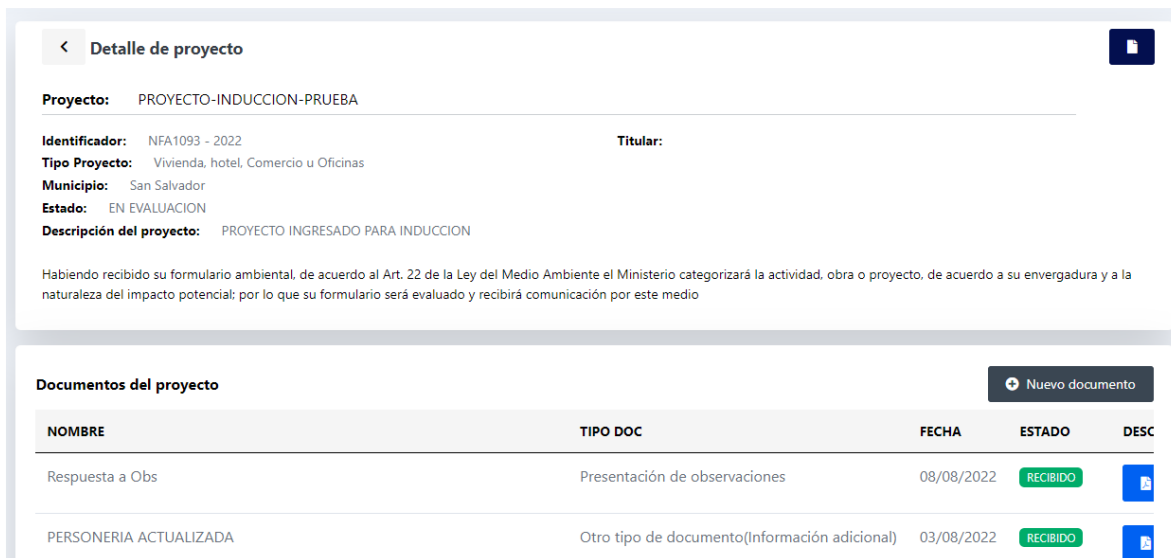 Detalle de proyecto
Proyecto: PROYECTO-INDUCCION-PRUEBA
Identificador: NFA1093 - 2022 Titular:
Tipo Proyecto: Vivienda, hotel, Comercio u Oficinas
Municipio: San Salvador
Estado: EN EVALUACION
Descripción del proyecto: PROYECTO INGRESADO PARA INDUCCION
Habiendo recibido su formulario ambiental, de acuerdo al Art. 22 de la Ley del Medio Ambiente el Ministerio categorizará la actividad, obra o proyecto, de acuerdo a su envergadura y a la
naturaleza del impacto potencial; por lo que su formulario será evaluado y recibirá comunicación por este medio
Documentos del proyecto Nuevo documento
NOMBRE TIPO DOC FECHA ESTADO DESC
Respuesta a Obs Presentación de observaciones 08/08/2022 RECIBIDO
PERSONERIA ACTUALIZADA Otro tipo de documento(Información adicional) 03/08/2022 RECIBIDO